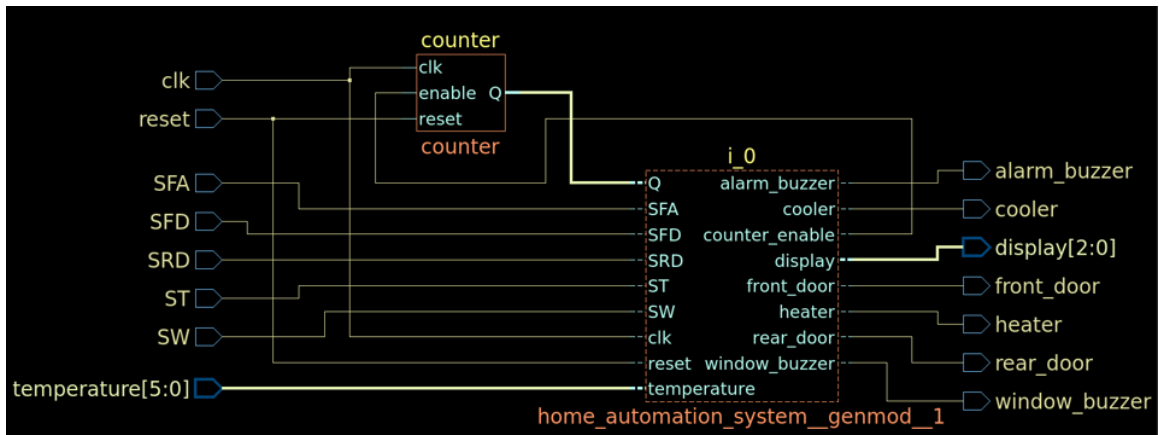 counter
clk
clk
enable Q
reset
reset
counter
i_0
SFA
Q alarm_buzzer
alarm_buzzer
SFA cooler
cooler
SFD
SFD counter_enable
display[2:0]
SRD
SRD display
front_door
ST
ST front_door
heater
SW
SW heater
clk rear_door
rear_door
reset window_buzzer
temperature[5:0]
temperature
window_buzzer
home_automation_system__genmod__1